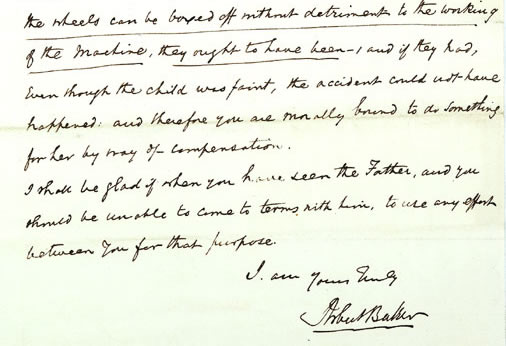 the wheels can be boxed off without detriment to the working
of the Machine, they ought to have been -, and if they had,
Even though the child was faint, the accident could not have
happened: and therefore you are morally bound to do something
for her by way of compensation.
I shall be glad if when you have seen the Father, and you
should be unable to come to terms with him, to use any effort
between you for that purpose.
I am yours truly
Robert Baker